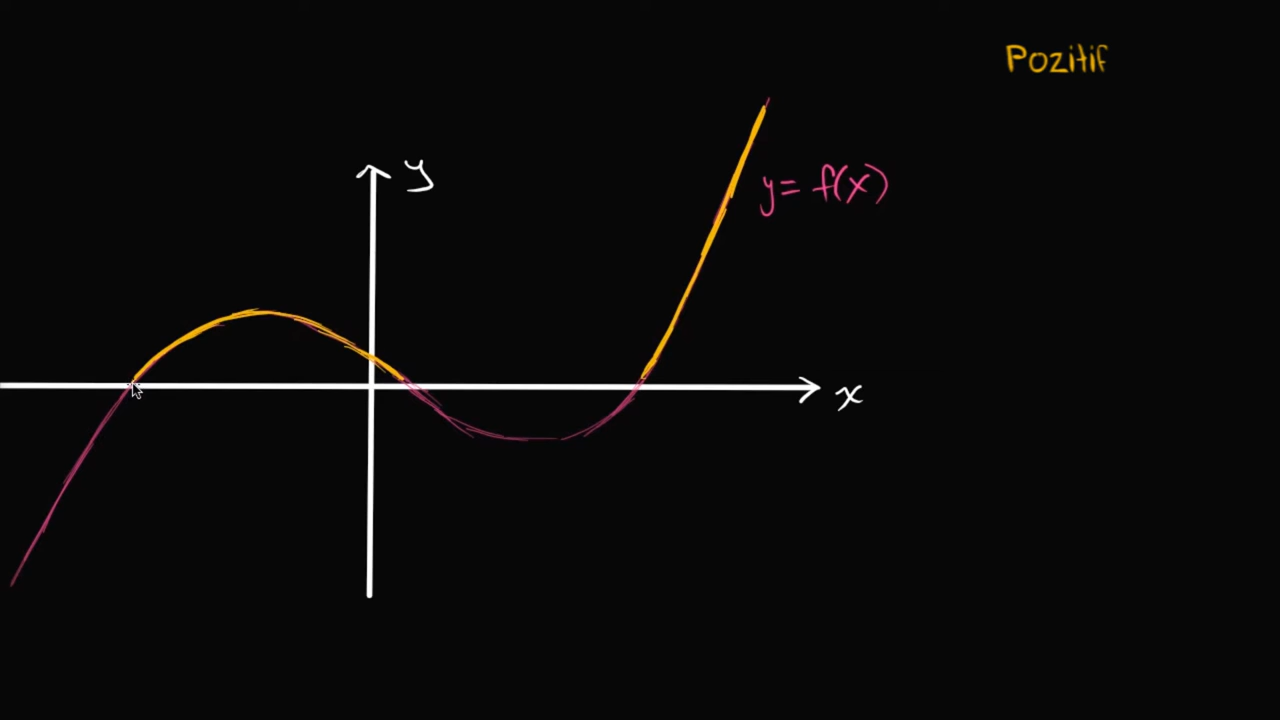 Pozitif
y
y = f(x)
x